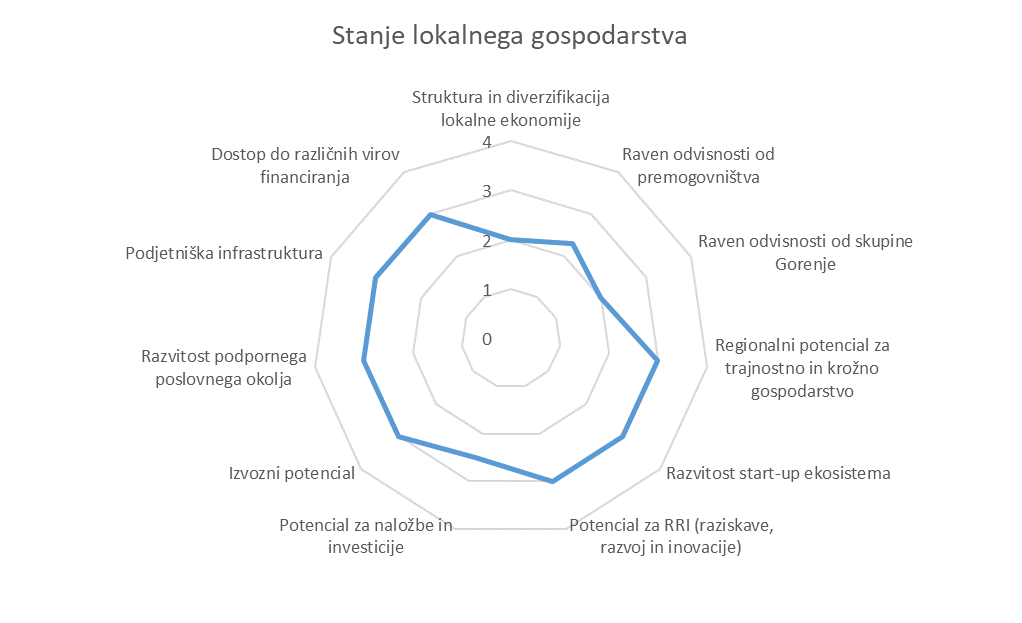 Stanje lokalnega gospodarstva
Struktura in diverzifikacija
lokalne ekonomije
Raven odvisnosti od
premogovništva
Raven odvisnosti od skupine
Gorenje
Regionalni potencial za
trajnostno in krožno
gospodarstvo
Razvitost start-up ekosistema
Potencial za RRI (raziskave,
razvoj in inovacije)
Potencial za naložbe in
investicije
Izvozni potencial
Razvitost podpornega
poslovnega okolja
Podjetniška infrastruktura
Dostop do različnih virov
financiranja
4
3
2
1
0